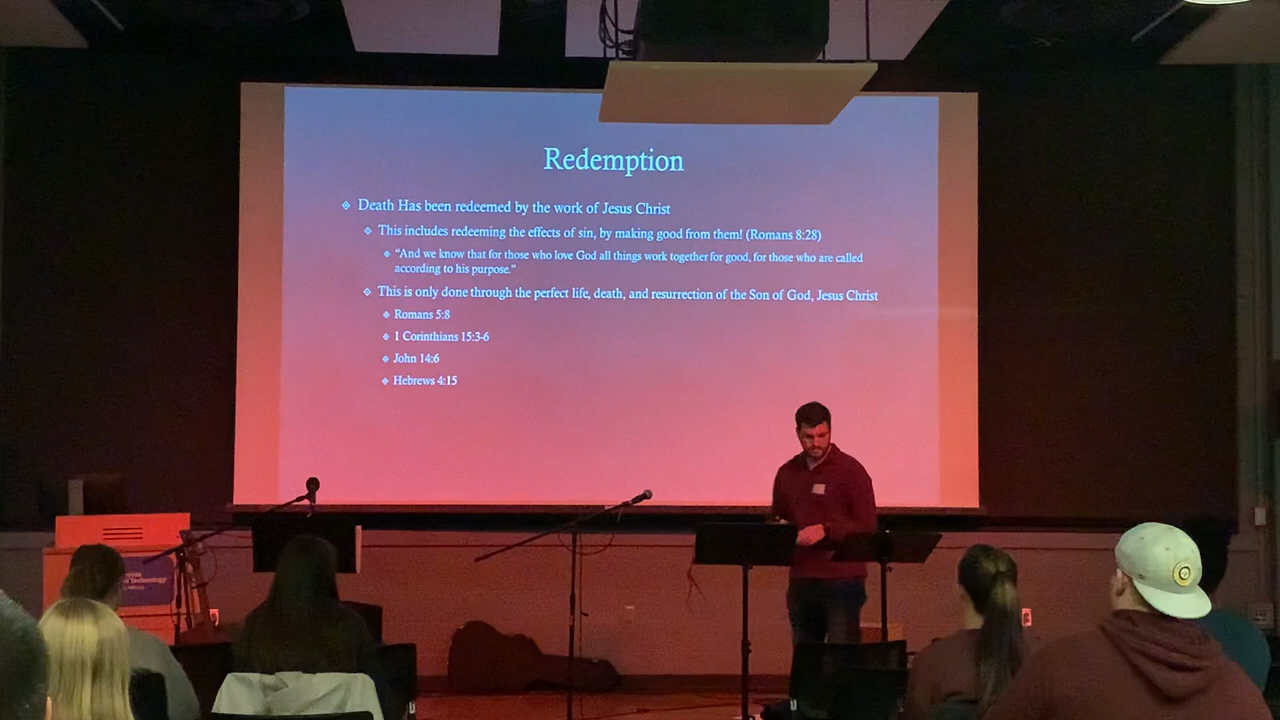 Redemption
Death Has been redeemed by the work of Jesus Christ
This includes redeeming the effects of sin, by making good from them! (Romans 8:28)
“And we know that for those who love God all things work together for good, for those who are called
according to his purpose.”
This is only done through the perfect life, death, and resurrection of the Son of God, Jesus Christ
Romans 5:8
1 Corinthians 15:3-6
John 14:6
Hebrews 4:15
Technology